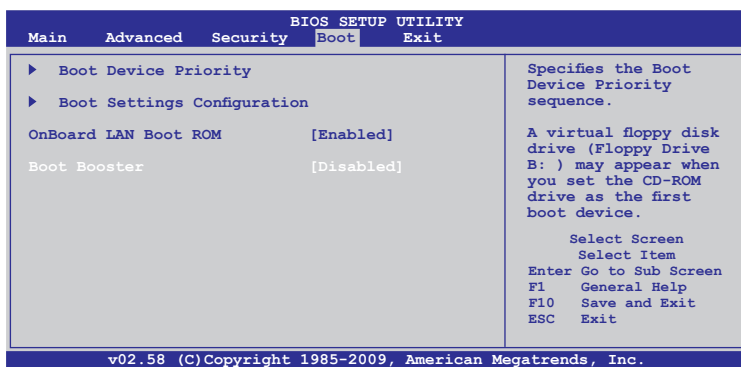 BIOS SETUP UTILITY
Main Advanced Security Boot Exit
Boot Device Priority
Boot Settings Configuration
OnBoard LAN Boot ROM [Enabled]
Boot Booster [Disabled]
Specifies the Boot
Device Priority
sequence.
A virtual floppy disk
drive (Floppy Drive
B: ) may appear when
you set the CD-ROM
drive as the first
boot device.
Select Screen
Select Item
Enter Go to Sub Screen
F1 General Help
F10 Save and Exit
ESC Exit
v02.58 (C)Copyright 1985-2009, American Megatrends, Inc.